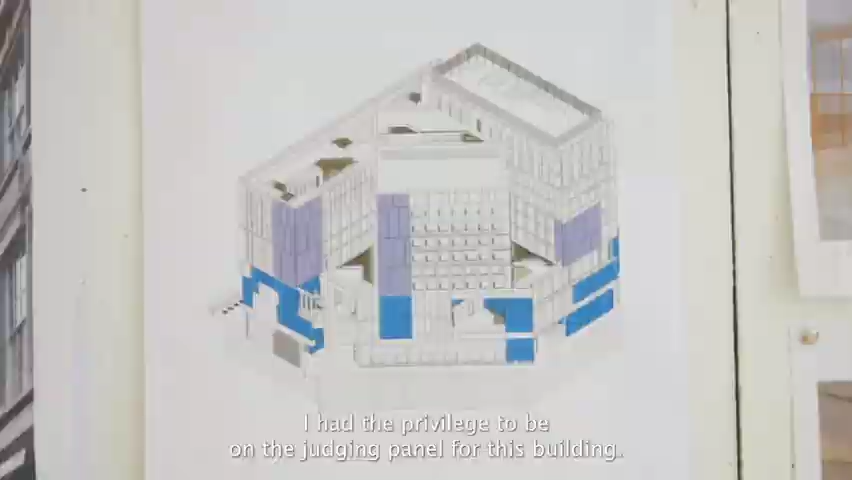 I had the privilege to be
on the judging panel for this building.